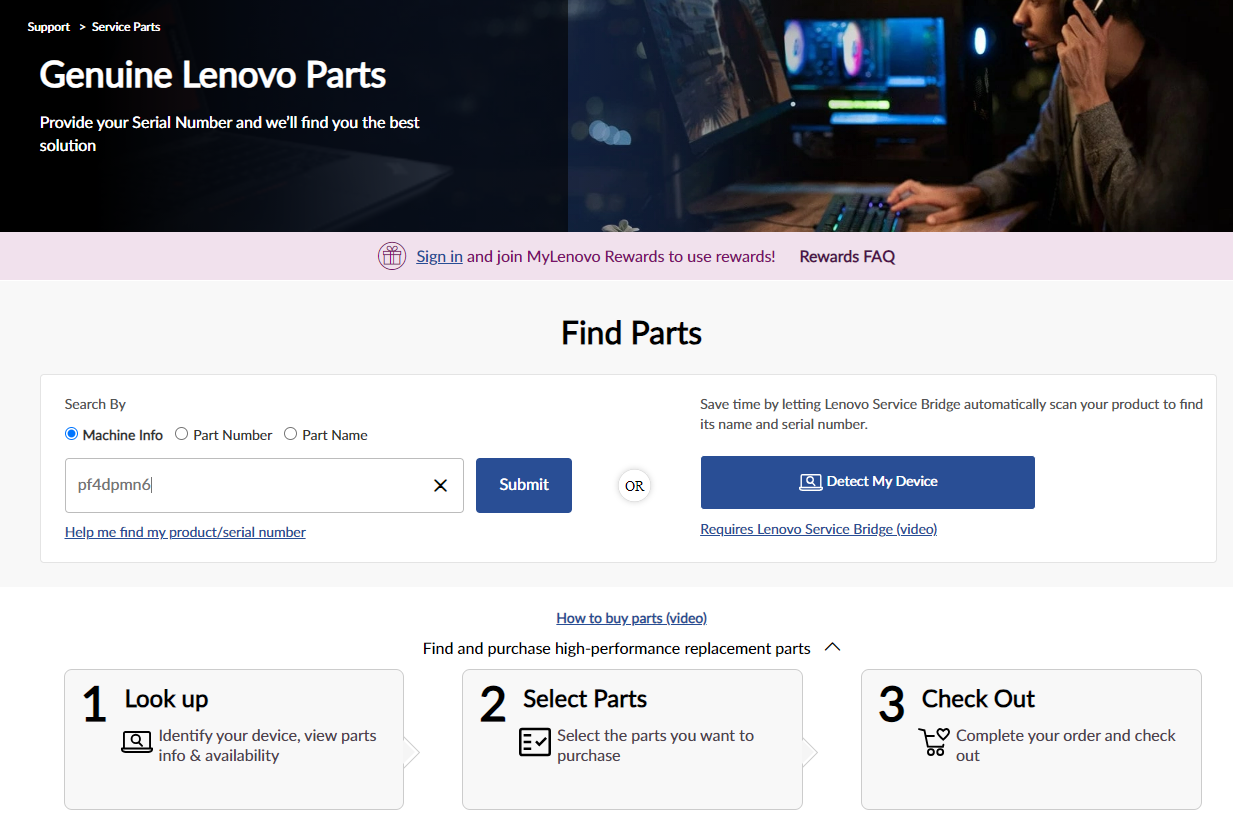 Support > Service Parts
Genuine Lenovo Parts
Provide your Serial Number and we'll find you the best
solution
Sign in and join MyLenovo Rewards to use rewards! Rewards FAQ
Find Parts
Search By
Machine Info Part Number Part Name
pf4dpmn6
Submit
Help me find my product/serial number
OR
Save time by letting Lenovo Service Bridge automatically scan your product to find
its name and serial number.
Detect My Device
Requires Lenovo Service Bridge (video)
How to buy parts (video)
Find and purchase high-performance replacement parts
1 Look up
Identify your device, view parts
info & availability
2 Select Parts
Select the parts you want to
purchase
3 Check Out
Complete your order and check
out